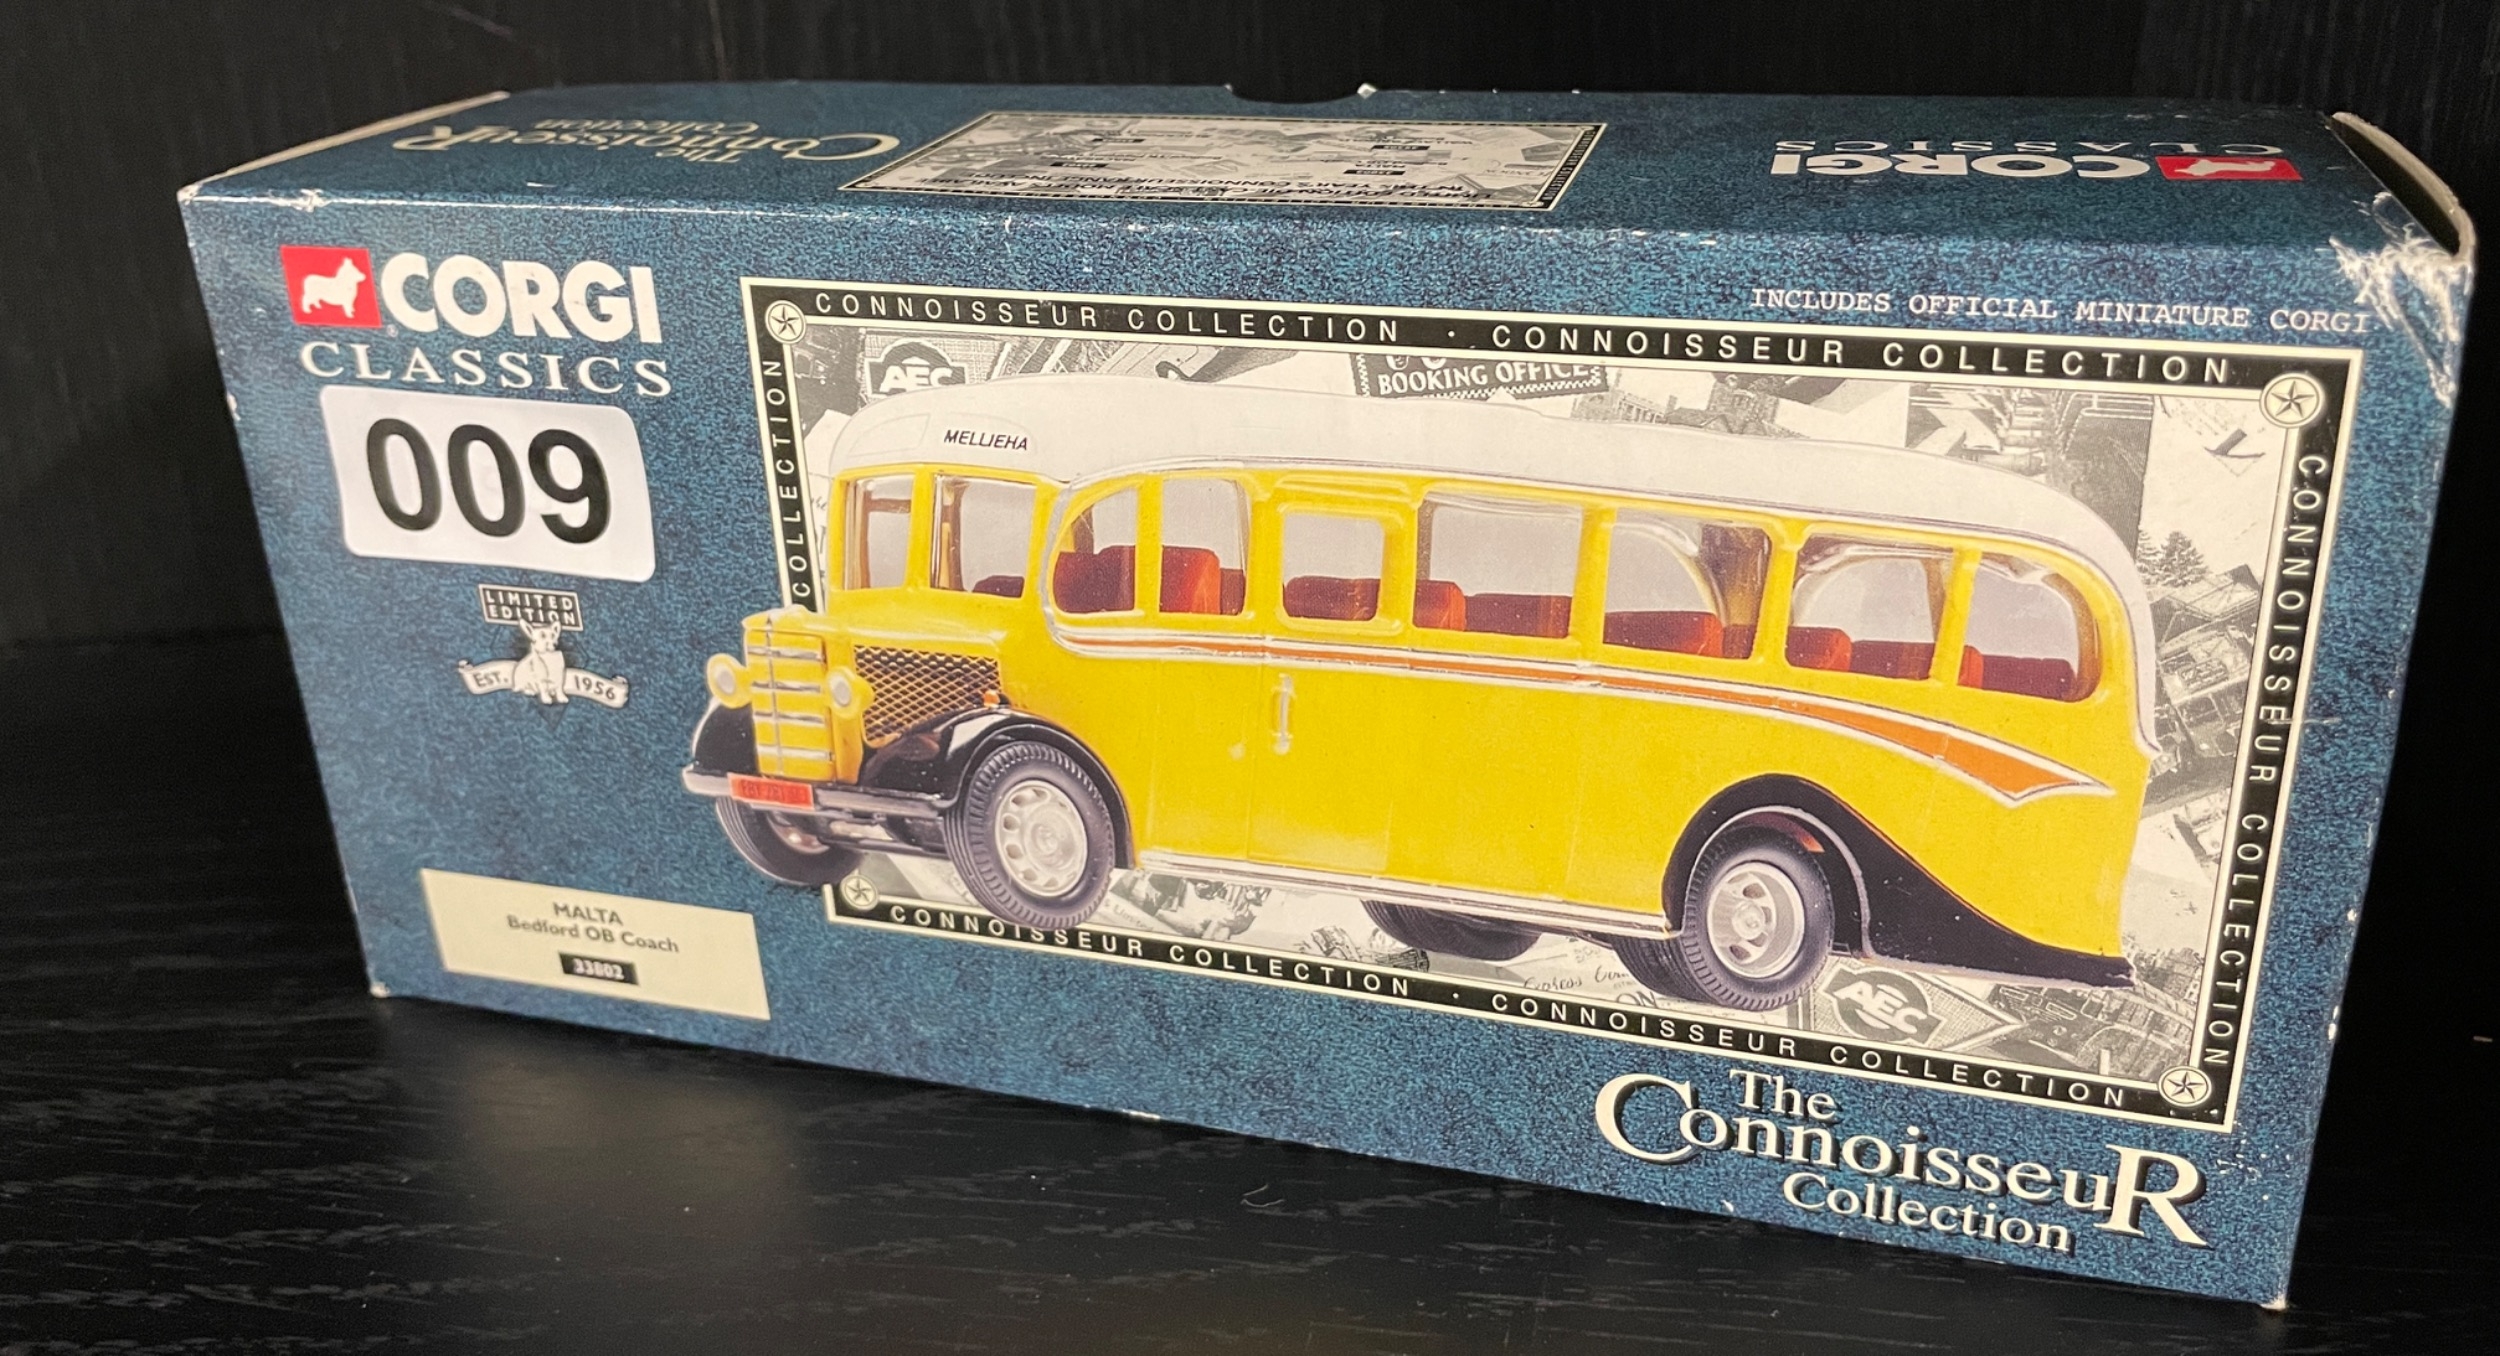 The
ConnoisseuR
Collection
CORGI
CLASSICS
CORGI
CLASSICS
009
LIMITED
EDITION
EST. 1956
MALTA
Bedford OB Coach
33802
INCLUDES OFFICIAL MINIATURE CORGI
CONNOISSEUR COLLECTION · CONNOISSEUR COLLECTION
COLLECTION
CONNOISSEUR COLLECTION
AEC
BOOKING OFFICE
MELLIEHA
AEC
CONNOISSEUR COLLECTION · CONNOISSEUR COLLECTION
The
ConnoisseuR
Collection